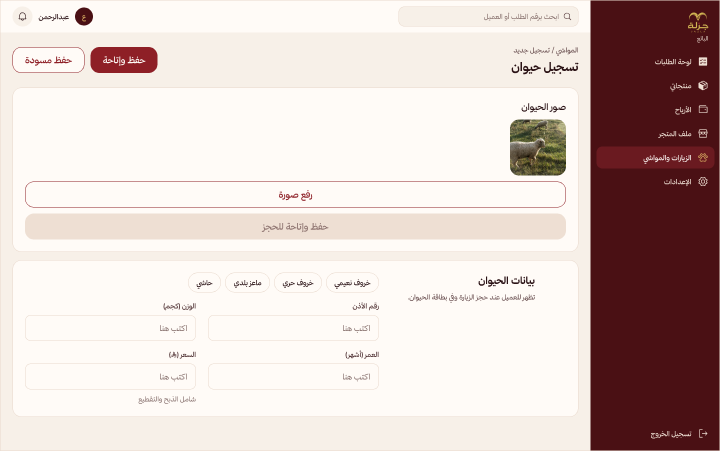 جزلة
البائع
لوحة الطلبات
منتجاتي
الأرباح
ملف المتجر
الزيارات والمواشي
الإعدادات
تسجيل الخروج
ابحث برقم الطلب أو العميل
عبدالرحمن
ع
المواشي / تسجيل جديد
تسجيل حيوان
حفظ وإتاحة
حفظ مسودة
صور الحيوان
رفع صورة
حفظ وإتاحة للحجز
بيانات الحيوان
تظهر للعميل عند حجز الزيارة وفي بطاقة الحيوان.
خروف نعيمي
خروف حري
ماعز بلدي
حاشي
رقم الأذن
الوزن (كجم)
اكتب هنا
اكتب هنا
العمر (أشهر)
السعر (⃁)
اكتب هنا
اكتب هنا
شامل الذبح والتقطيع